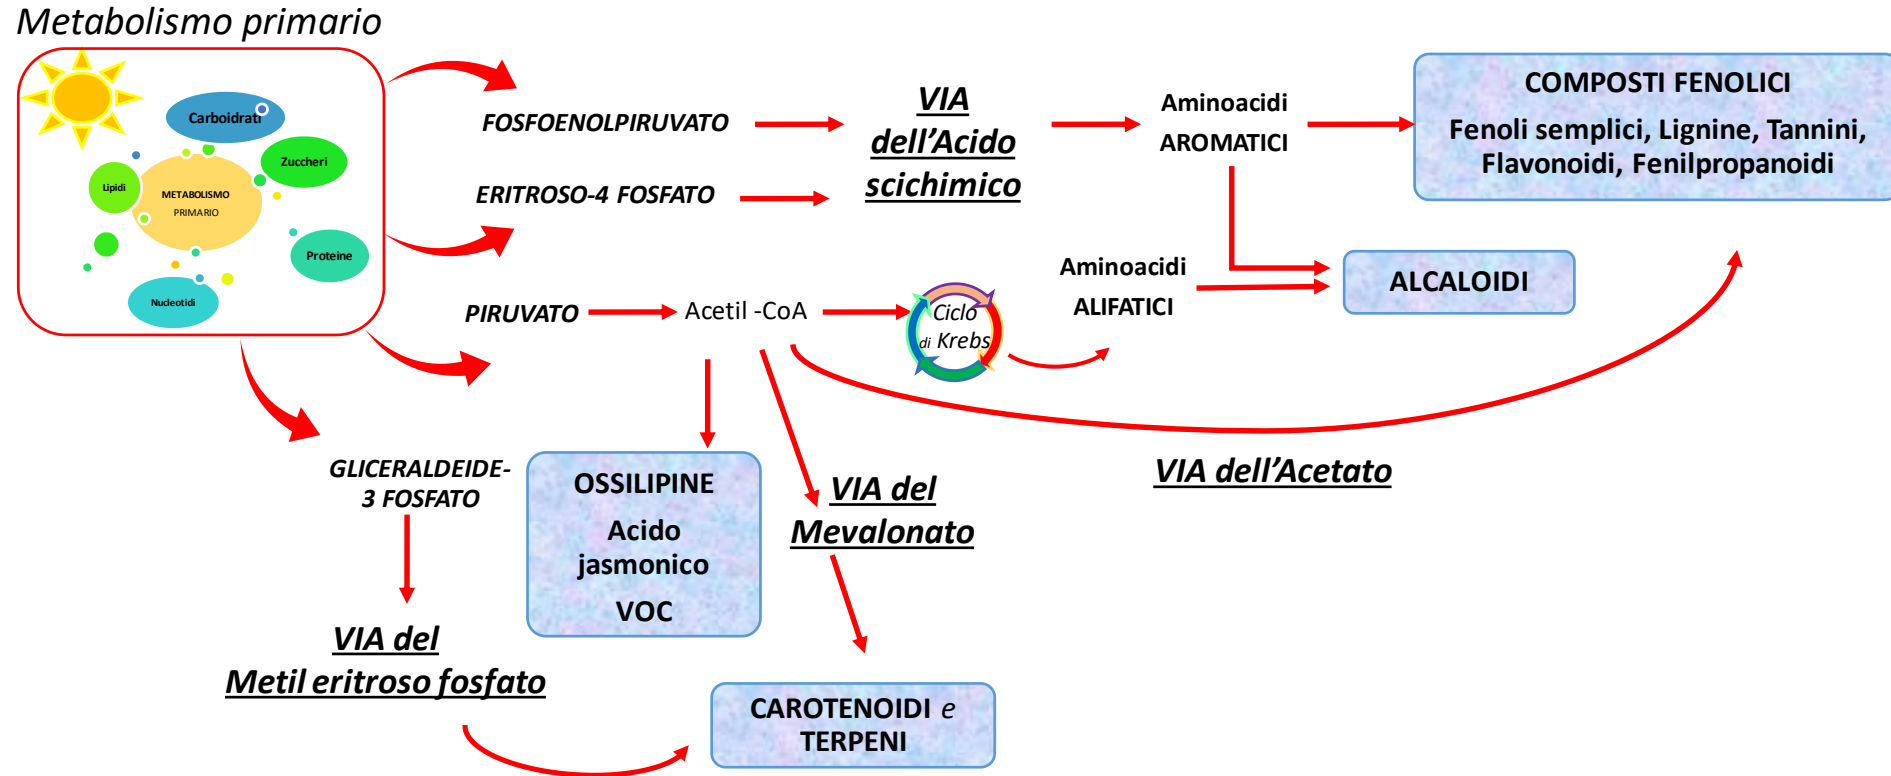 Metabolismo primario
Carboidrati
Zuccheri
Lipidi
METABOLISMO
PRIMARIO
Proteine
Nucleotidi
FOSFOENOLPIRUVATO
ERITROSO-4 FOSFATO
VIA
dell'Acido
scichimico
Aminoacidi
AROMATICI
COMPOSTI FENOLICI
Fenoli semplici, Lignine, Tannini,
Flavonoidi, Fenilpropanoidi
PIRUVATO
Acetil -CoA
Ciclo
di Krebs
Aminoacidi
ALIFATICI
ALCALOIDI
GLICERALDEIDE-
3 FOSFATO
OSSILIPINE
Acido
jasmonico
VOC
VIA del
Mevalonato
VIA dell'Acetato
VIA del
Metil eritroso fosfato
CAROTENOIDI e
TERPENI